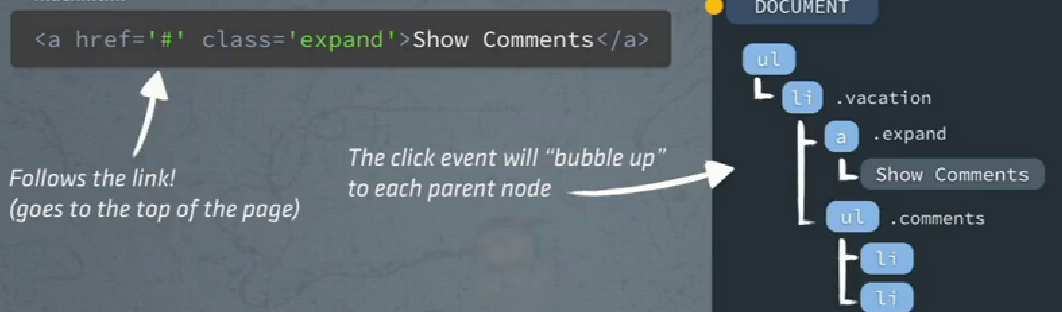 <a href='#' class='expand'>Show Comments</a>
Follows the link!
(goes to the top of the page)
The click event will “bubble up”
to each parent node
DOCUMENT
ul
li .vacation
a .expand
Show Comments
ul .comments
li
li